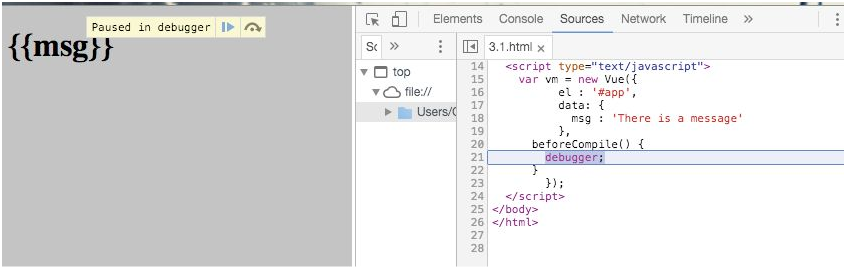 Paused in debugger
{{msg}}
Elements Console Sources Network Timeline »
Sc »
3.1.html ×
top
file://
Users/C
14 <script type="text/javascript">
15 var vm = new Vue({
16 el : '#app',
17 data: {
18 msg : 'There is a message'
19 },
20 beforeCompile() {
21 debugger;
22 }
23 });
24 </script>
25 </body>
26 </html>
27
28